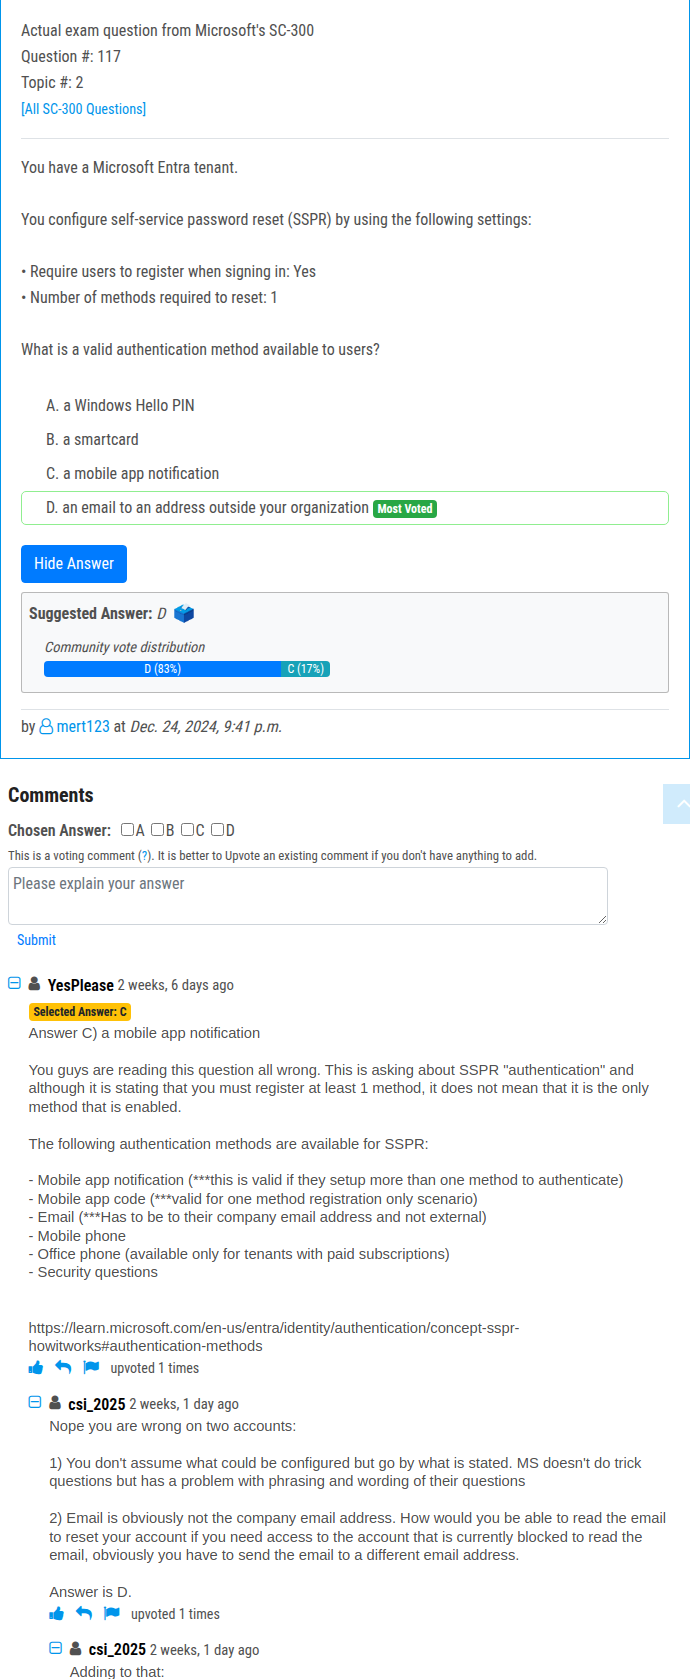 Actual exam question from Microsoft's SC-300
Question #: 117
Topic #: 2
[All SC-300 Questions]
You have a Microsoft Entra tenant.
You configure self-service password reset (SSPR) by using the following settings:
• Require users to register when signing in: Yes
• Number of methods required to reset: 1
What is a valid authentication method available to users?
A. a Windows Hello PIN
B. a smartcard
C. a mobile app notification
D. an email to an address outside your organization Most Voted
Hide Answer
Suggested Answer: D
Community vote distribution
D (83%) C (17%)
by mert123 at Dec. 24, 2024, 9:41 p.m.
Comments
Chosen Answer: A B C D
This is a voting comment (?). It is better to Upvote an existing comment if you don't have anything to add.
Please explain your answer
Submit
YesPlease 2 weeks, 6 days ago
Selected Answer: C
Answer C) a mobile app notification
You guys are reading this question all wrong. This is asking about SSPR "authentication" and
although it is stating that you must register at least 1 method, it does not mean that it is the only
method that is enabled.
The following authentication methods are available for SSPR:
- Mobile app notification (***this is valid if they setup more than one method to authenticate)
- Mobile app code (***valid for one method registration only scenario)
- Email (***Has to be to their company email address and not external)
- Mobile phone
- Office phone (available only for tenants with paid subscriptions)
- Security questions
https://learn.microsoft.com/en-us/entra/identity/authentication/concept-sspr-
howitworks#authentication-methods
upvoted 1 times
csi_2025 2 weeks, 1 day ago
Nope you are wrong on two accounts:
1) You don't assume what could be configured but go by what is stated. MS doesn't do trick
questions but has a problem with phrasing and wording of their questions
2) Email is obviously not the company email address. How would you be able to read the email
to reset your account if you need access to the account that is currently blocked to read the
email, obviously you have to send the email to a different email address.
Answer is D.
upvoted 1 times
csi_2025 2 weeks, 1 day ago
Adding to that: